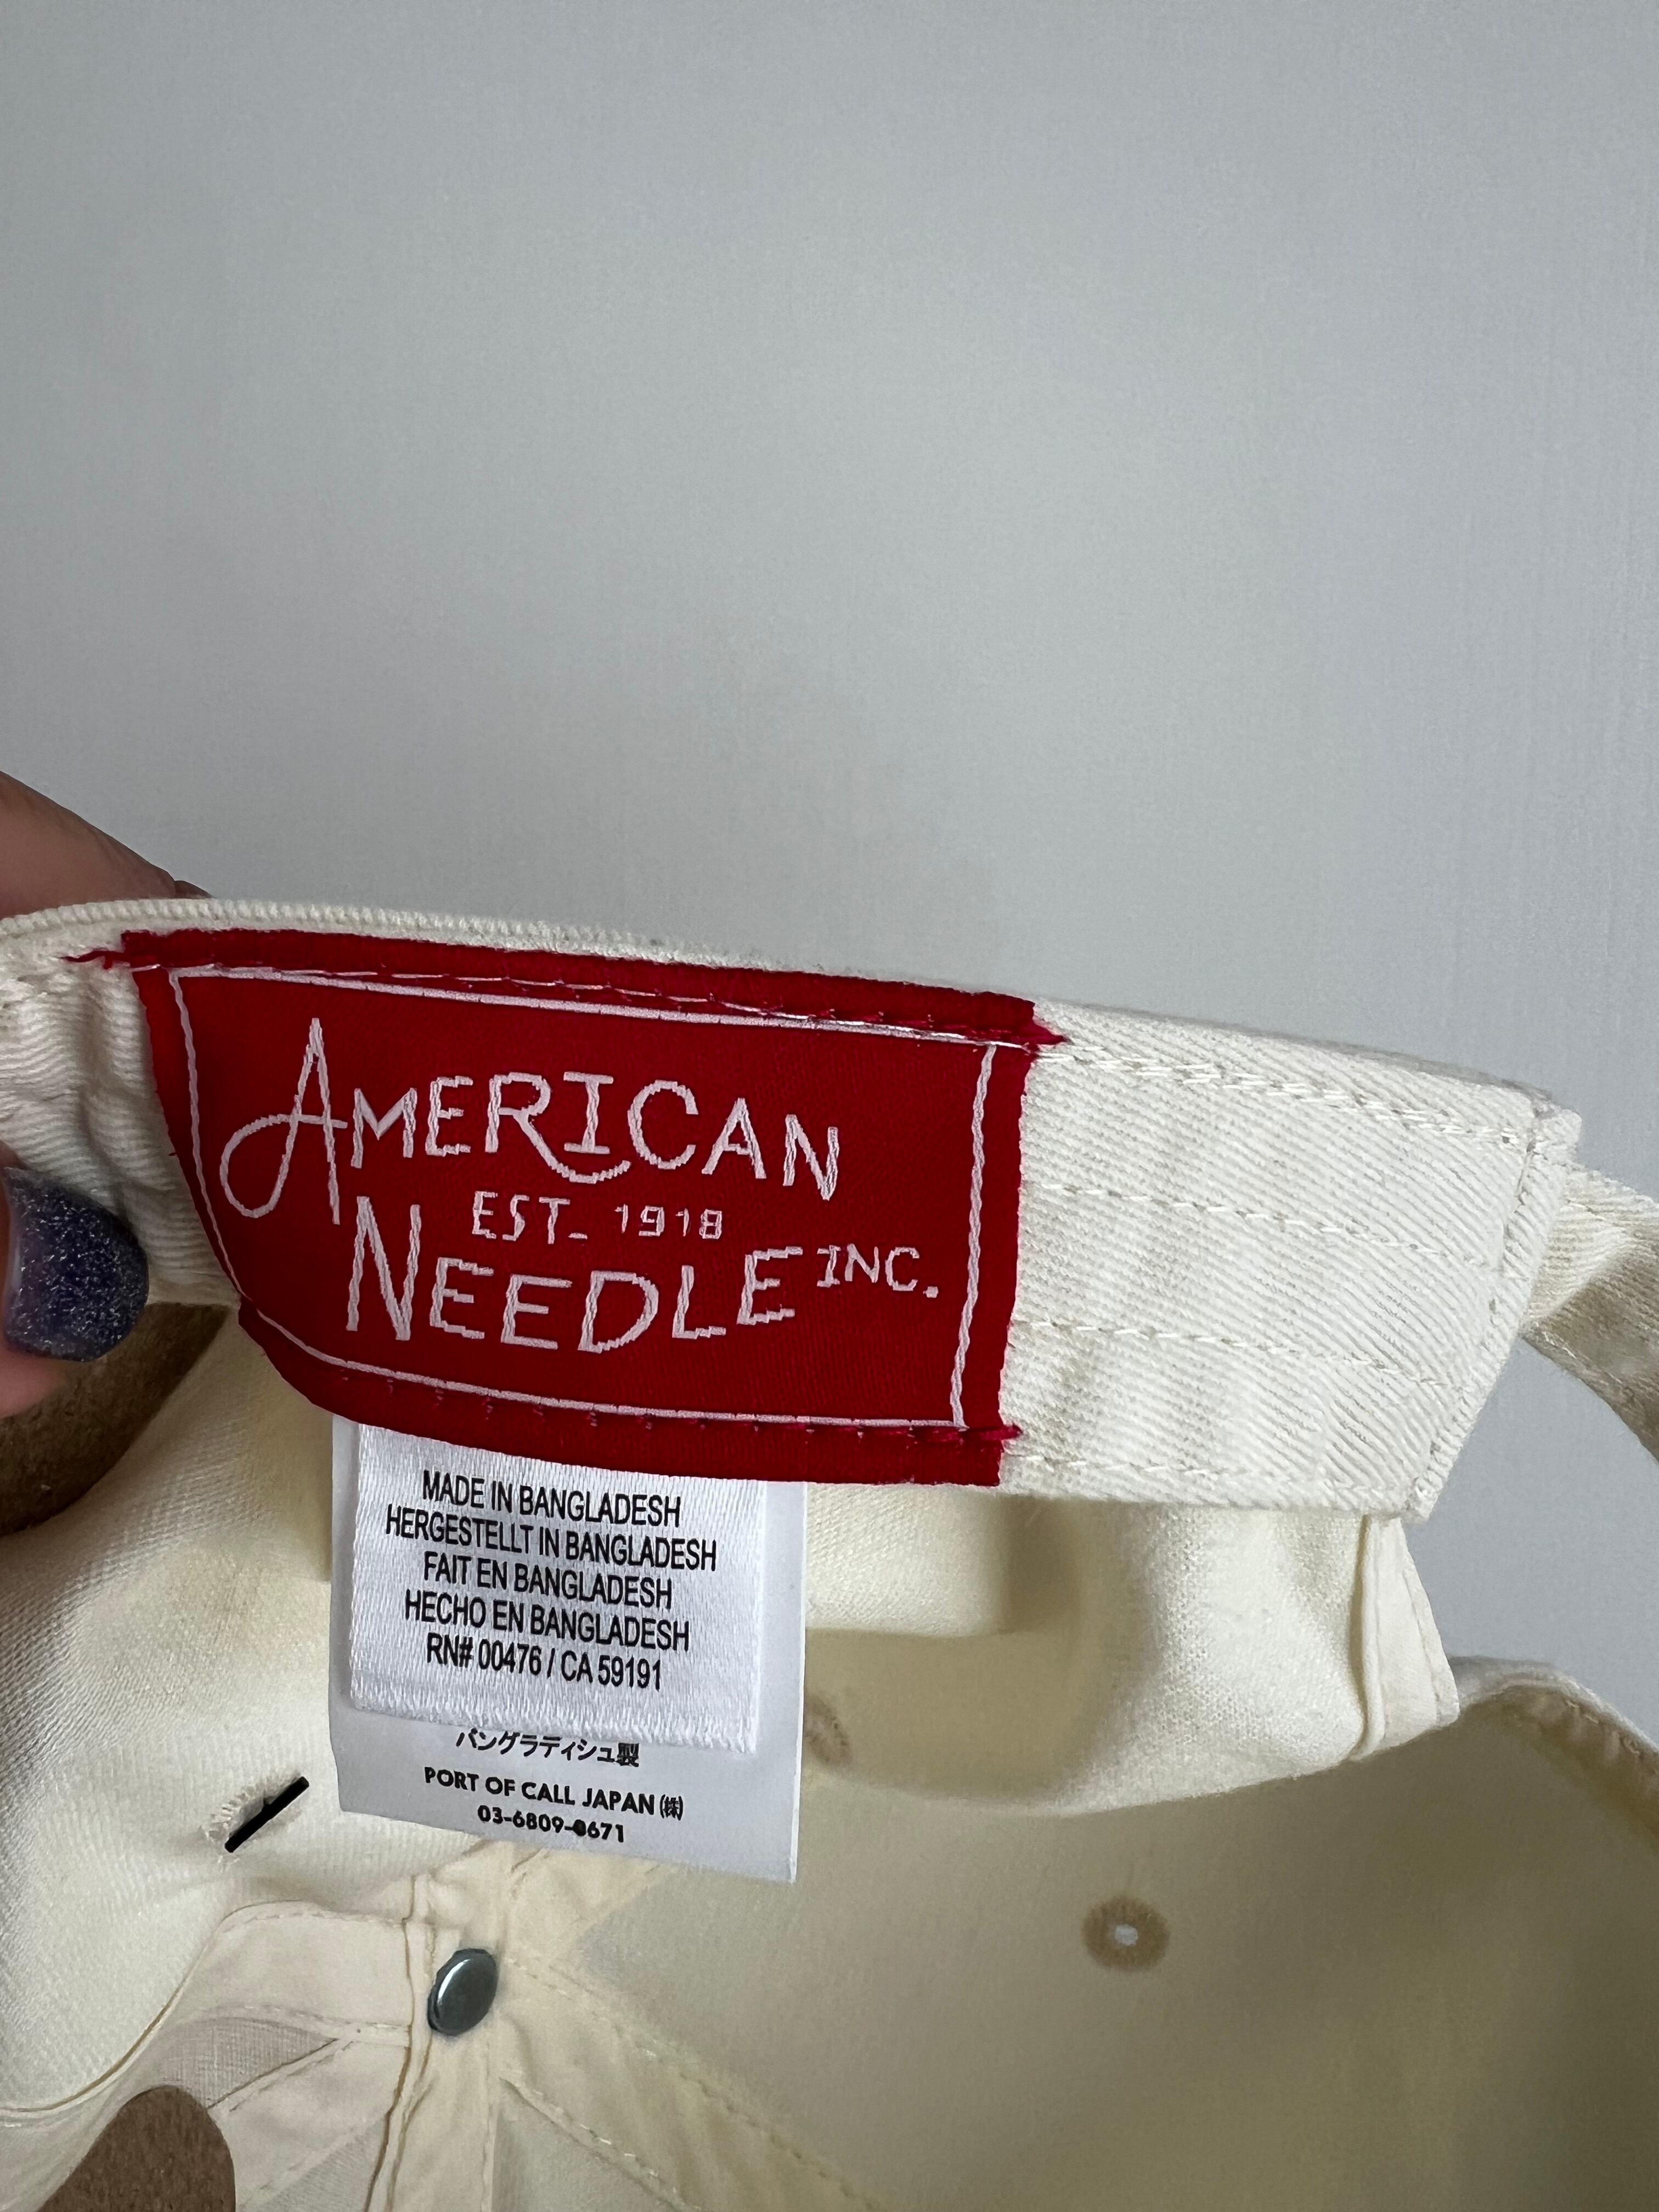 AMERICAN
EST. 1918
NEEDLE INC.
MADE IN BANGLADESH
HERGESTELLT IN BANGLADESH
FAIT EN BANGLADESH
HECHO EN BANGLADESH
RN# 00476 / CA 59191
バングラディシュ製
PORT OF CALL JAPAN ㈱
03-6809-0671